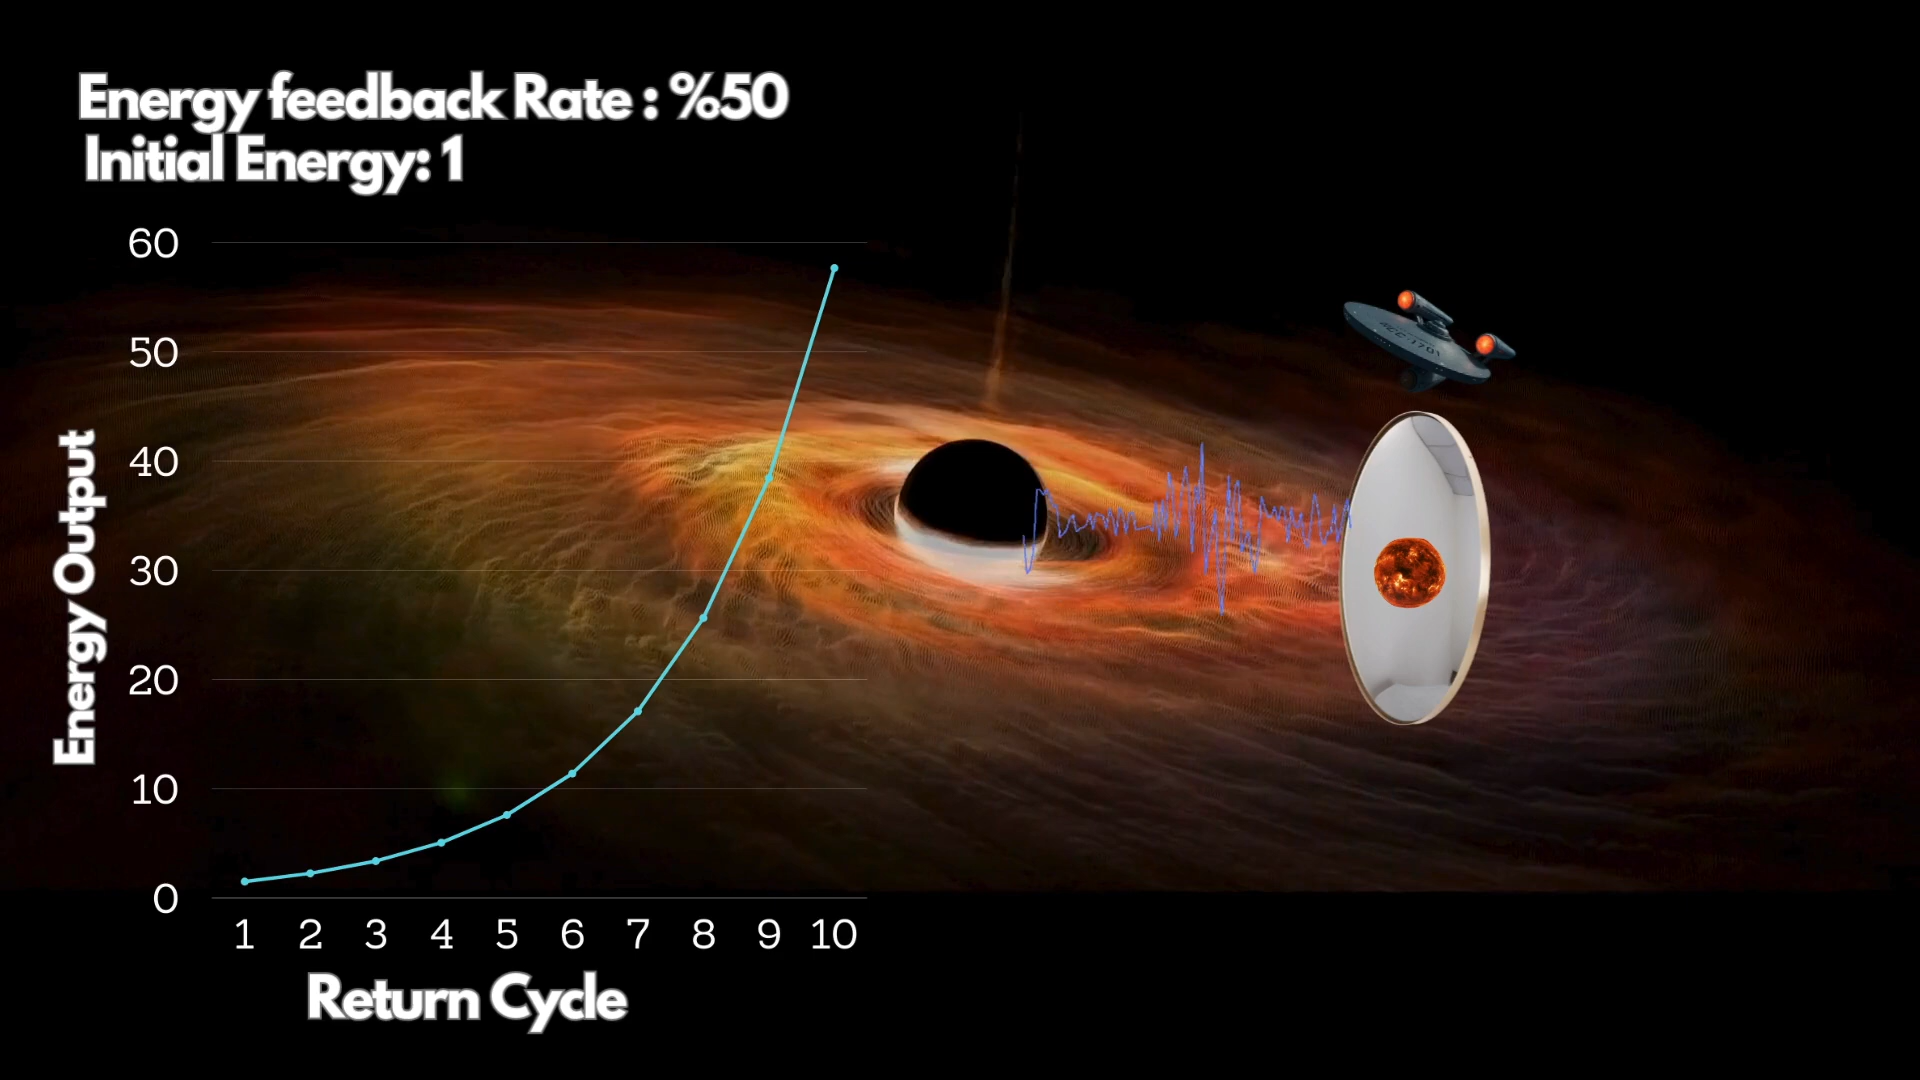 Energy feedback Rate : %50
Initial Energy: 1
60
50
40
30
20
10
0
Energy Output
1 2 3 4 5 6 7 8 9 10
Return Cycle